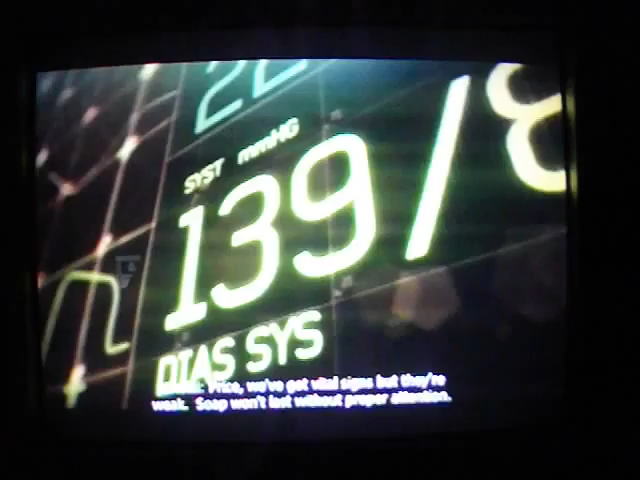 SYST mmHG
139/8
DIAS SYS
Price, we've got vital signs but they're
weak. Soap won't last without proper attention.